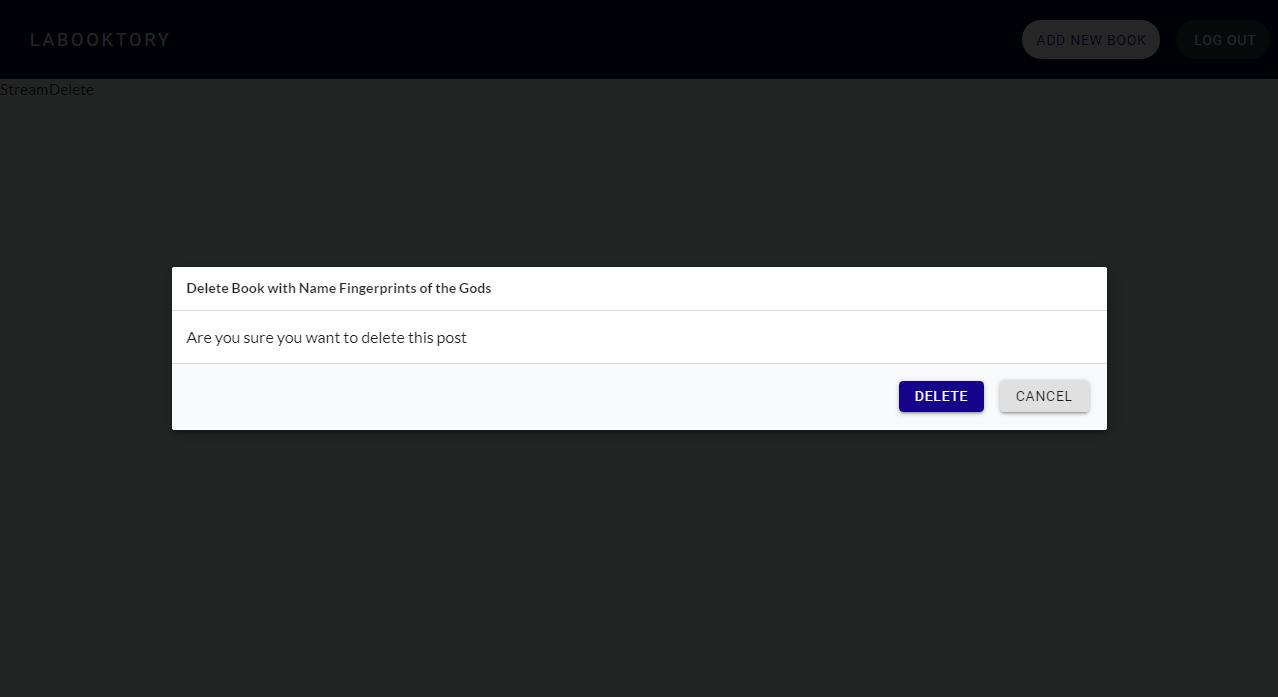 LABOOKTORY
ADD NEW BOOK
LOG OUT
StreamDelete
Delete Book with Name Fingerprints of the Gods
Are you sure you want to delete this post
DELETE
CANCEL